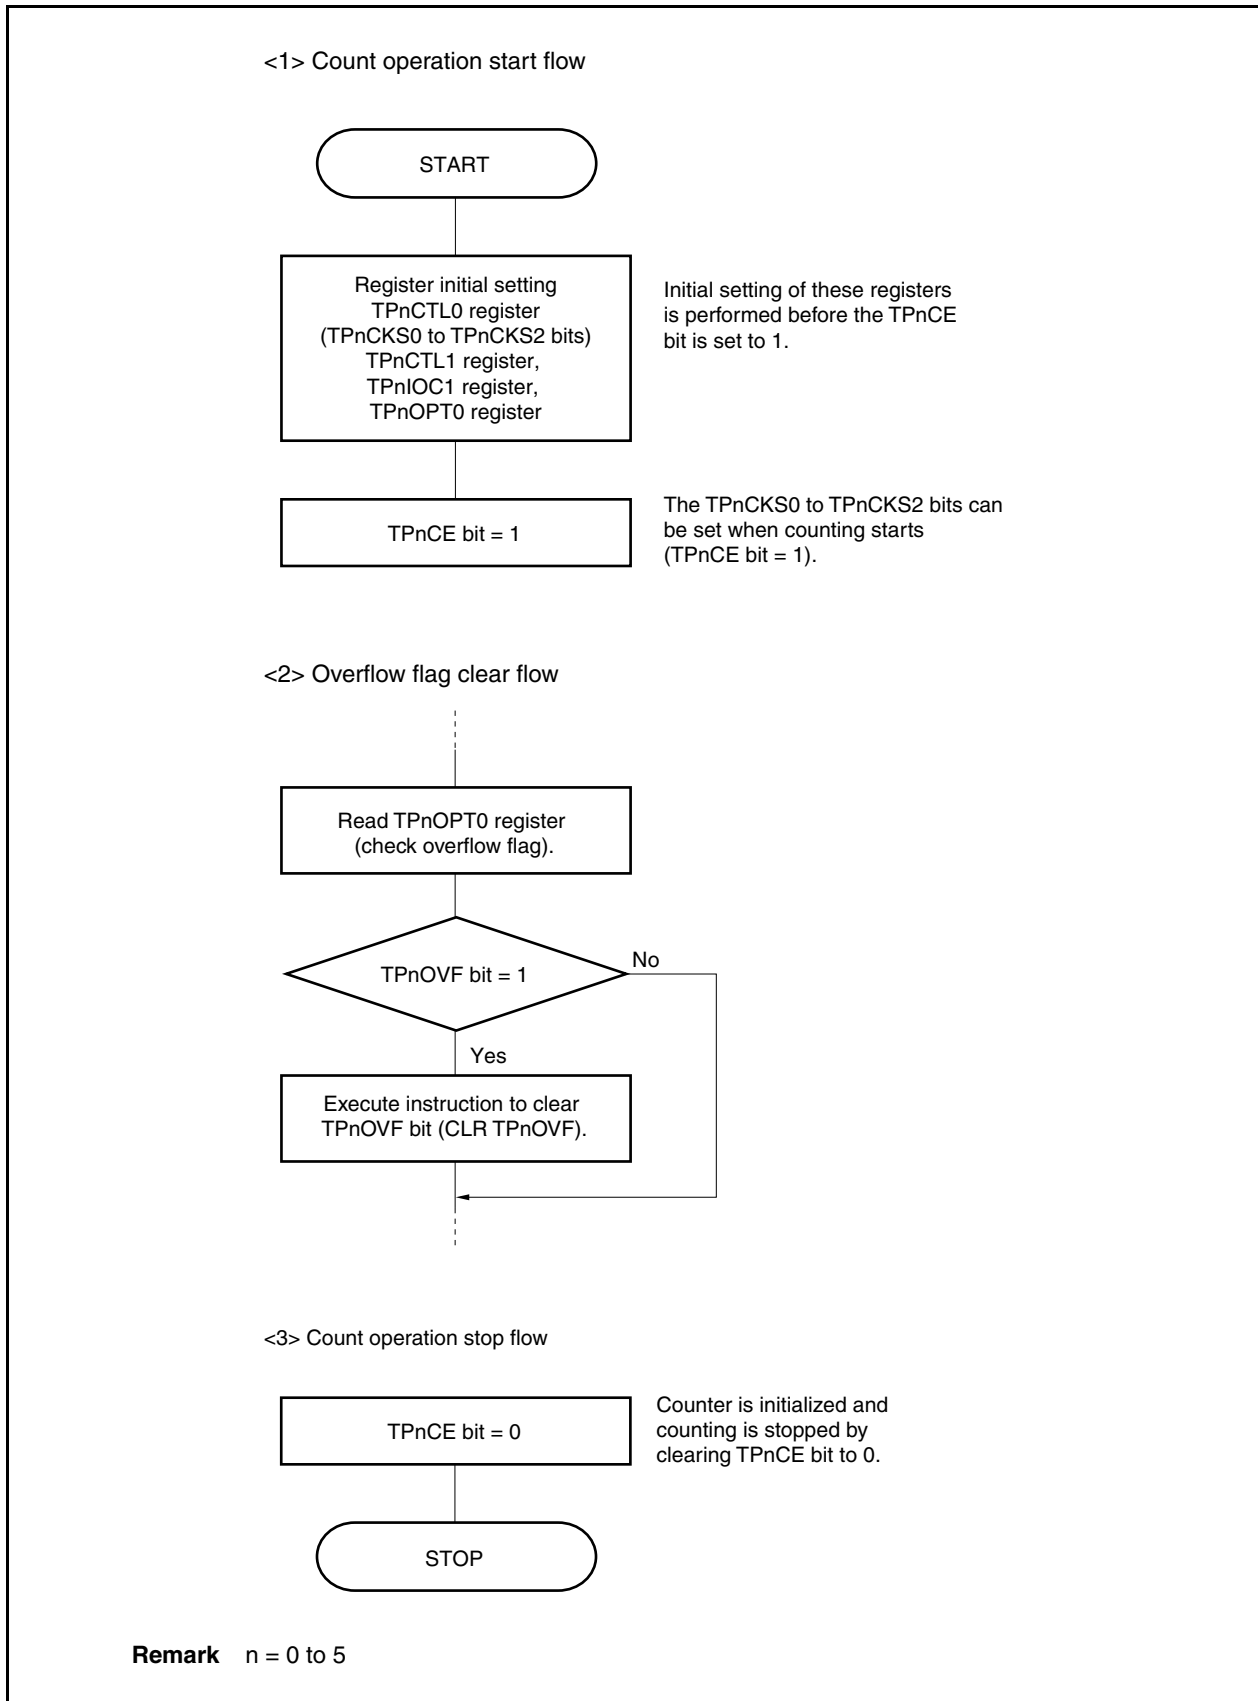 <1> Count operation start flow
START
Register initial setting
TPnCTL0 register
(TPnCKS0 to TPnCKS2 bits)
TPnCTL1 register,
TPnIOC1 register,
TPnOPT0 register
Initial setting of these registers
is performed before the TPnCE
bit is set to 1.
TPnCE bit = 1
The TPnCKS0 to TPnCKS2 bits can
be set when counting starts
(TPnCE bit = 1).
<2> Overflow flag clear flow
Read TPnOPT0 register
(check overflow flag).
TPnOVF bit = 1
No
Yes
Execute instruction to clear
TPnOVF bit (CLR TPnOVF).
<3> Count operation stop flow
TPnCE bit = 0
Counter is initialized and
counting is stopped by
clearing TPnCE bit to 0.
STOP
Remark n = 0 to 5